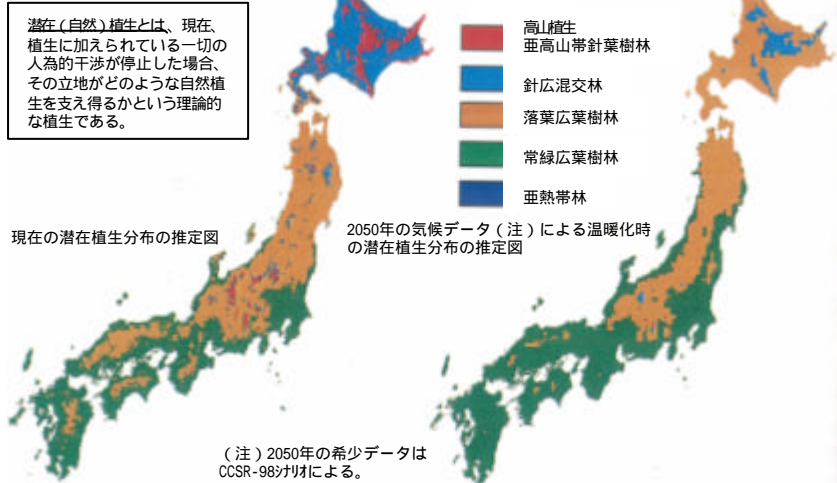 潜在(自然)植生とは、現在、
植生に加えられている一切の
人為的干渉が停止した場合、
その立地がどのような自然植
生を支え得るかという理論的
な植生である。
高山植生
亜高山帯針葉樹林
針広混交林
落葉広葉樹林
常緑広葉樹林
亜熱帯林
現在の潜在植生分布の推定図
2050年の気候データ(注)による温暖化時
の潜在植生分布の推定図
(注)2050年の希少データは
CCSR-98シナリオによる。